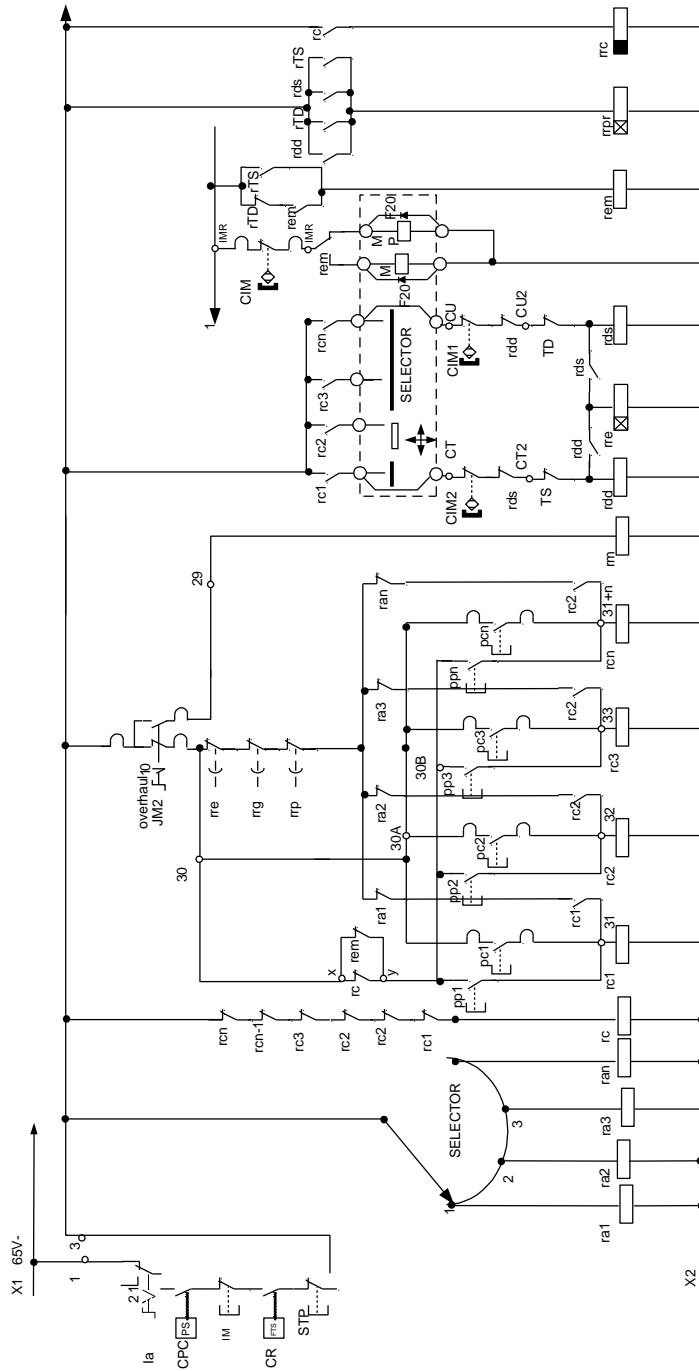 X1 65V-
1
3
2 1
Ia
CPC
PS
IM
CR
FTS
STP
1
2
3
SELECTOR
ra1
ra2
ra3
ran
rc
rcn
rcn-1
rc3
rc2
rc2
rc1
30
x
y
rc
rem
pp1
pc1
ra1
rc1
31
rc1
30A
30B
pp2
pc2
ra2
rc2
32
rc2
pp3
pc3
ra3
rc2
33
rc3
ppn
pcn
ran
rc2
31+n
rcn
overhaul10
JM2
rre
rrg
rrp
29
rm
rc1
rc2
rc3
rcn
SELECTOR
CT
CIM2
rds
CT2
TS
rdd
rdd
rre
rds
CU
CIM1
rdd
CU2
TD
rds
F20
M
M
P
F20
rem
1
IMR
CIM
IMR
rTD
rem
rTS
rem
rdd
rTD
rds
rTS
rrpr
rc
rrc
X2